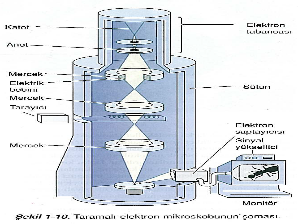 Katot
Elektron
tabancası
Anot
Mercek
Elektrik
bobini
Sütun
Mercek
Tarayıcı
Elektron
saptayıcısı
Sinyal
yükseltici
Mercek
Monitör
Şekil 1-10. Taramalı elektron mikroskobunun şeması.